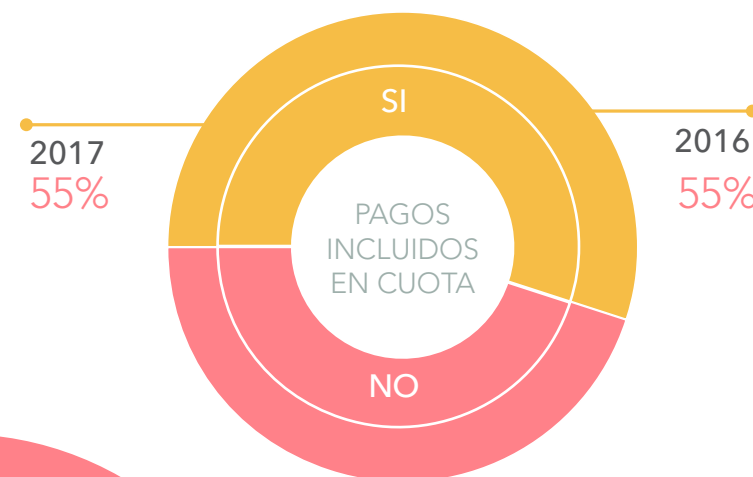 SI
2017
55%
2016
55%
PAGOS
INCLUIDOS
EN CUOTA
NO